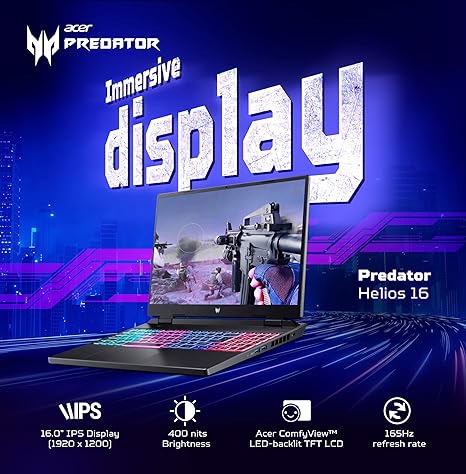 acer
PREDATOR
Immersive
display
Predator
Helios 16
IPS
16.0" IPS Display
(1920 x 1200)
400 nits
Brightness
Acer ComfyView™
LED-backlit TFT LCD
165Hz
refresh rate